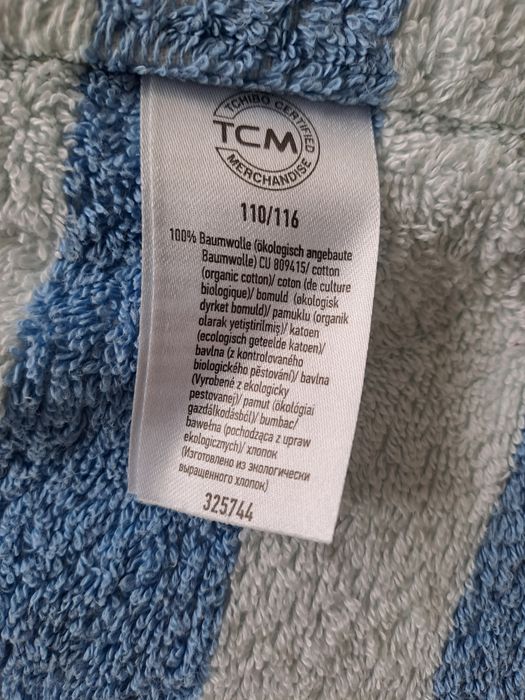 TCHIBO CERTIFIED
TCM
MERCHANDISE
110/116
100% Baumwolle (ökologisch angebaute
Baumwolle) CU 809415/ cotton
(organic cotton)/ coton (de culture
biologique)/ bomuld (økologisk
dyrket bomuld)/ pamuklu (organik
olarak yetiştirilmiş)/ katoen
(ecologisch geteelde katoen)/
bavlna (z kontrolovaného
biologického pěstování)/ bavlna
(Vyrobené z ekologicky
pestovanej)/ pamut (ökológiai
gazdálkodásból)/ bumbac/
bawełna (pochodząca z upraw
ekologicznych)/ хлопок
(Изготовлено из экологически
выращенного хлопок)
325744